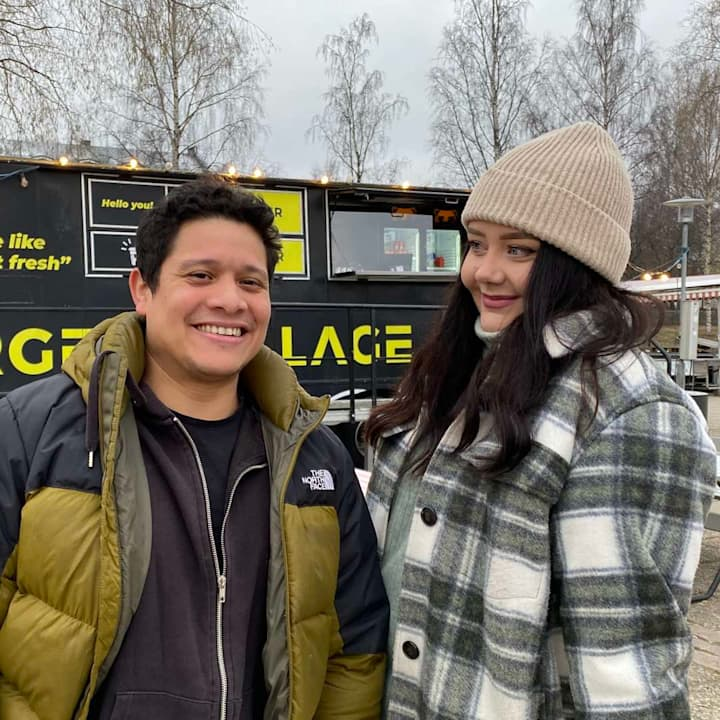 Hello you!
e like
t fresh”
R
RGE LAGE
THE
NORTH
FACE